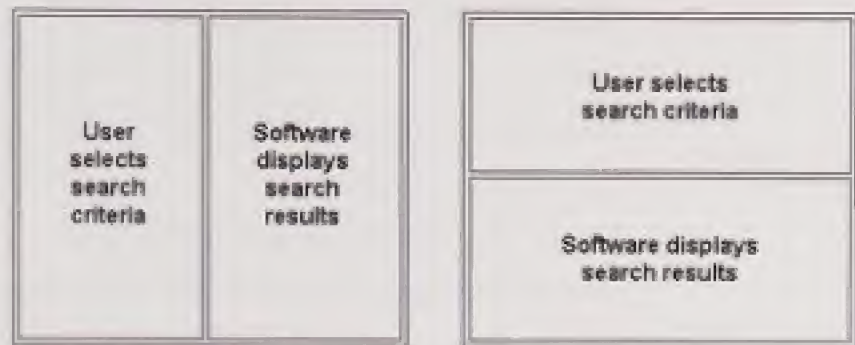 User
selects
search
criteria
Software
displays
search
results
User selects
search criteria
Software displays
search results